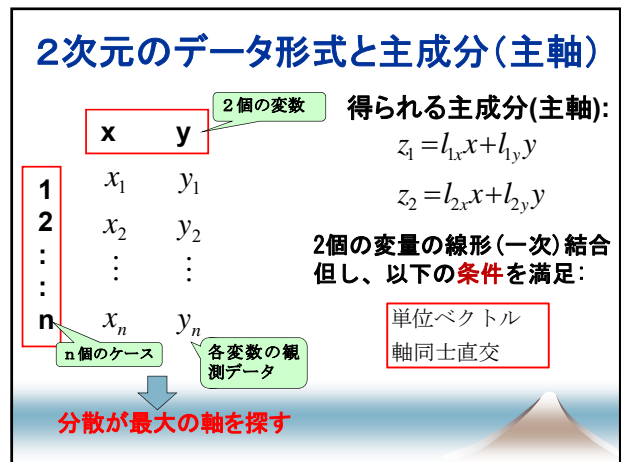 ２次元のデータ形式と主成分（主軸）
２個の変数
x y
1 x₁ y₁
2 x₂ y₂
: ⋮ ⋮
:
n xₙ yₙ
ｎ個のケース
各変数の観
測データ
分散が最大の軸を探す
得られる主成分(主軸):
z₁=l₁ₓx+l₁ᵧy
z₂=l₂ₓx+l₂ᵧy
2個の変量の線形（一次）結合
但し、以下の条件を満足:
単位ベクトル
軸同士直交